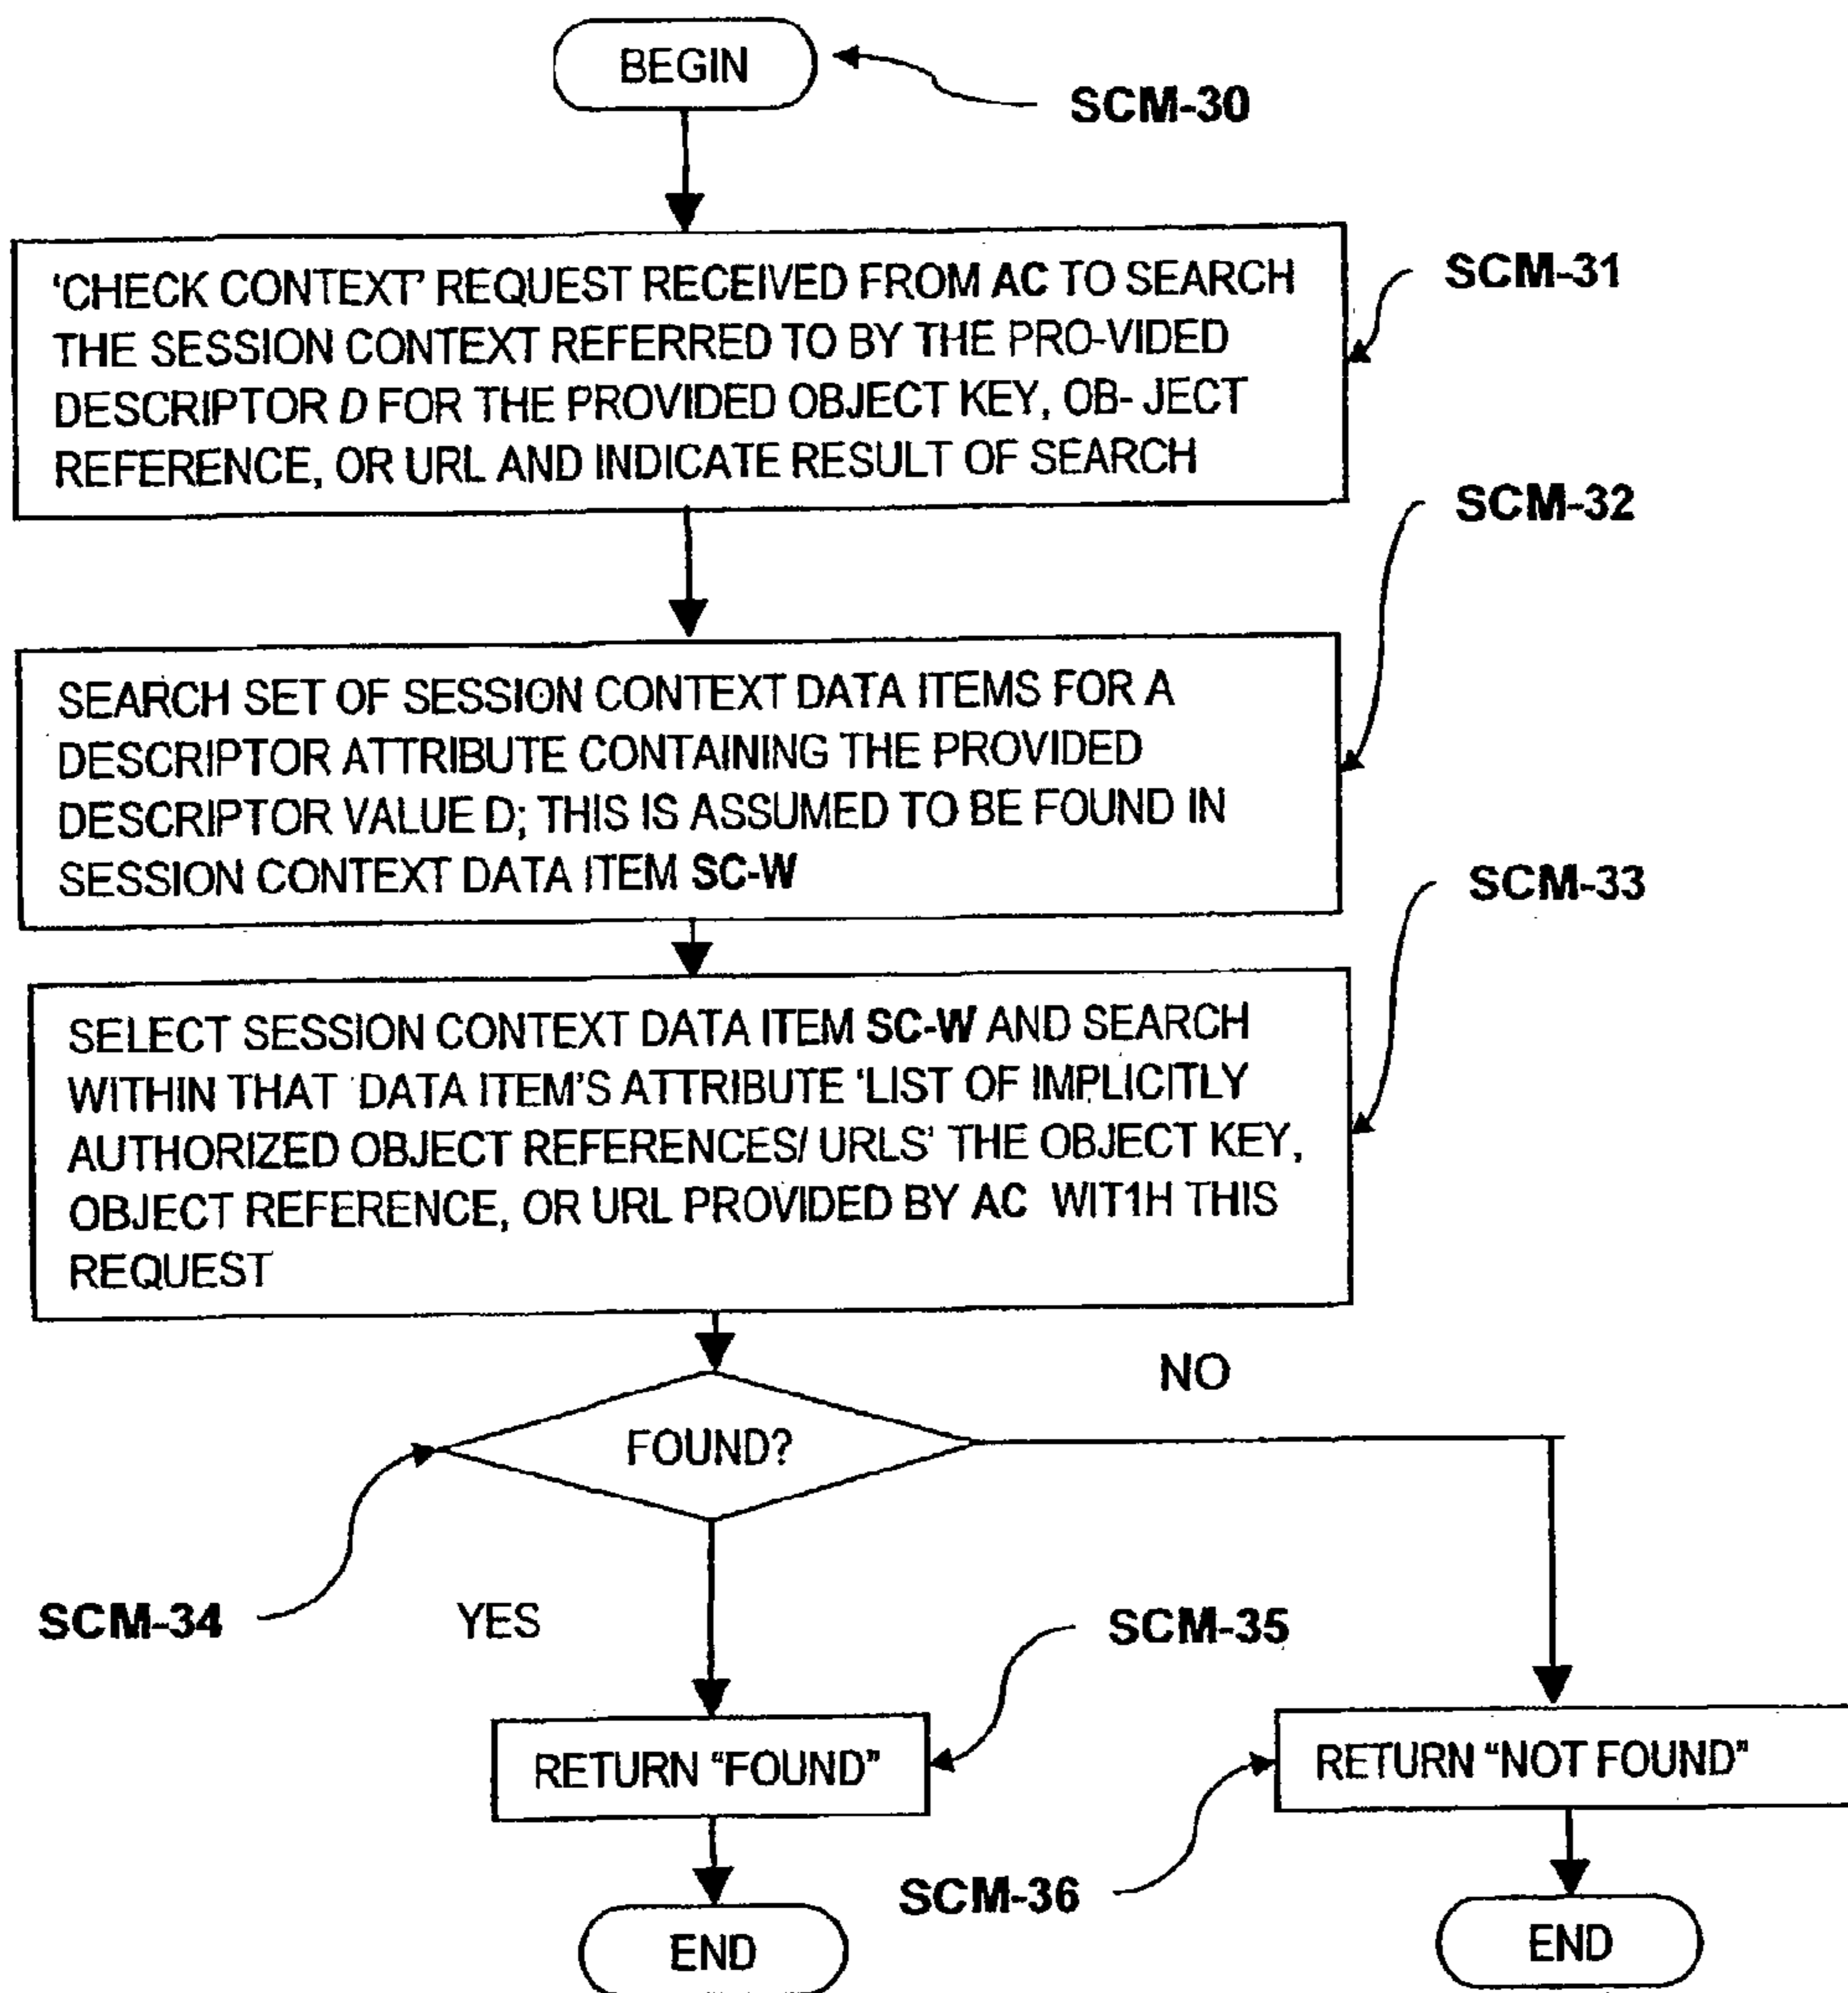 BEGIN
SCM-30
'CHECK CONTEXT' REQUEST RECEIVED FROM AC TO SEARCH
THE SESSION CONTEXT REFERRED TO BY THE PRO-VIDED
DESCRIPTOR D FOR THE PROVIDED OBJECT KEY, OB- JECT
REFERENCE, OR URL AND INDICATE RESULT OF SEARCH
SCM-31
SCM-32
SEARCH SET OF SESSION CONTEXT DATA ITEMS FOR A
DESCRIPTOR ATTRIBUTE CONTAINING THE PROVIDED
DESCRIPTOR VALUE D; THIS IS ASSUMED TO BE FOUND IN
SESSION CONTEXT DATA ITEM SC-W
SCM-33
SELECT SESSION CONTEXT DATA ITEM SC-W AND SEARCH
WITHIN THAT 'DATA ITEM'S ATTRIBUTE 'LIST OF IMPLICITLY
AUTHORIZED OBJECT REFERENCES/ URLS' THE OBJECT KEY,
OBJECT REFERENCE, OR URL PROVIDED BY AC WIT1H THIS
REQUEST
NO
FOUND?
SCM-34
YES
SCM-35
RETURN "FOUND"
RETURN "NOT FOUND"
SCM-36
END
END